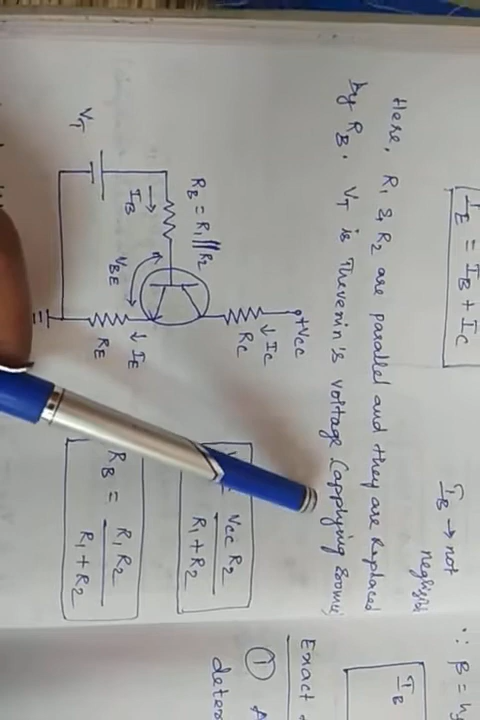 I_E = I_B + I_C
I_B → not
negligible
Here, R1 & R2 are parallel and they are replaced
by R_B. V_T is Thevenin's voltage (applying
R_B = R1 || R2
+Vcc
↓ I_C
R_C
V_BE
I_B
V_T
↓ I_E
R_E
Vcc R2
R1 + R2
R_B = R1 R2
R1 + R2
∴ β = h
I_B
Exact
①
deter